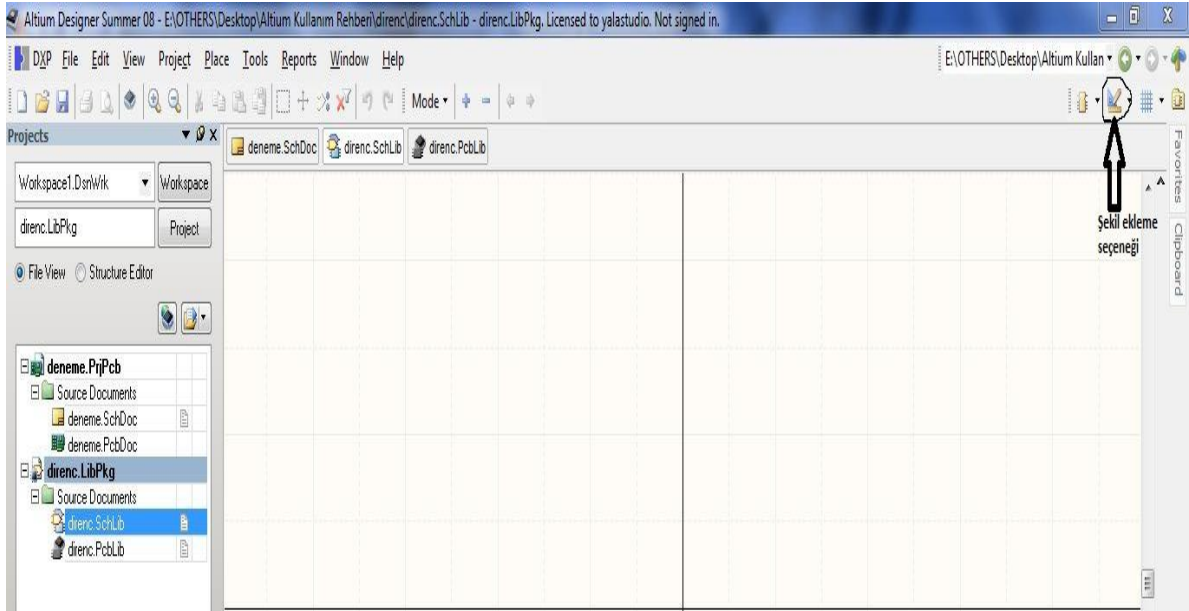 Altium Designer Summer 08 - E:\OTHERS\Desktop\Altium Kullanım Rehberi\direnc\direnc.SchLib - direnc.LibPkg. Licensed to yalastudio. Not signed in.
DXP File Edit View Project Place Tools Reports Window Help
E:\OTHERS\Desktop\Altium Kullan
Mode
Projects
deneme.SchDoc direnc.SchLib direnc.PcbLib
Workspace1.DsnWrk Workspace
direnc.LibPkg Project
File View Structure Editor
deneme.PrjPcb
Source Documents
deneme.SchDoc
deneme.PcbDoc
direnc.LibPkg
Source Documents
direnc.SchLib
direnc.PcbLib
Şekil ekleme
seçeneği
Favorites
Clipboard